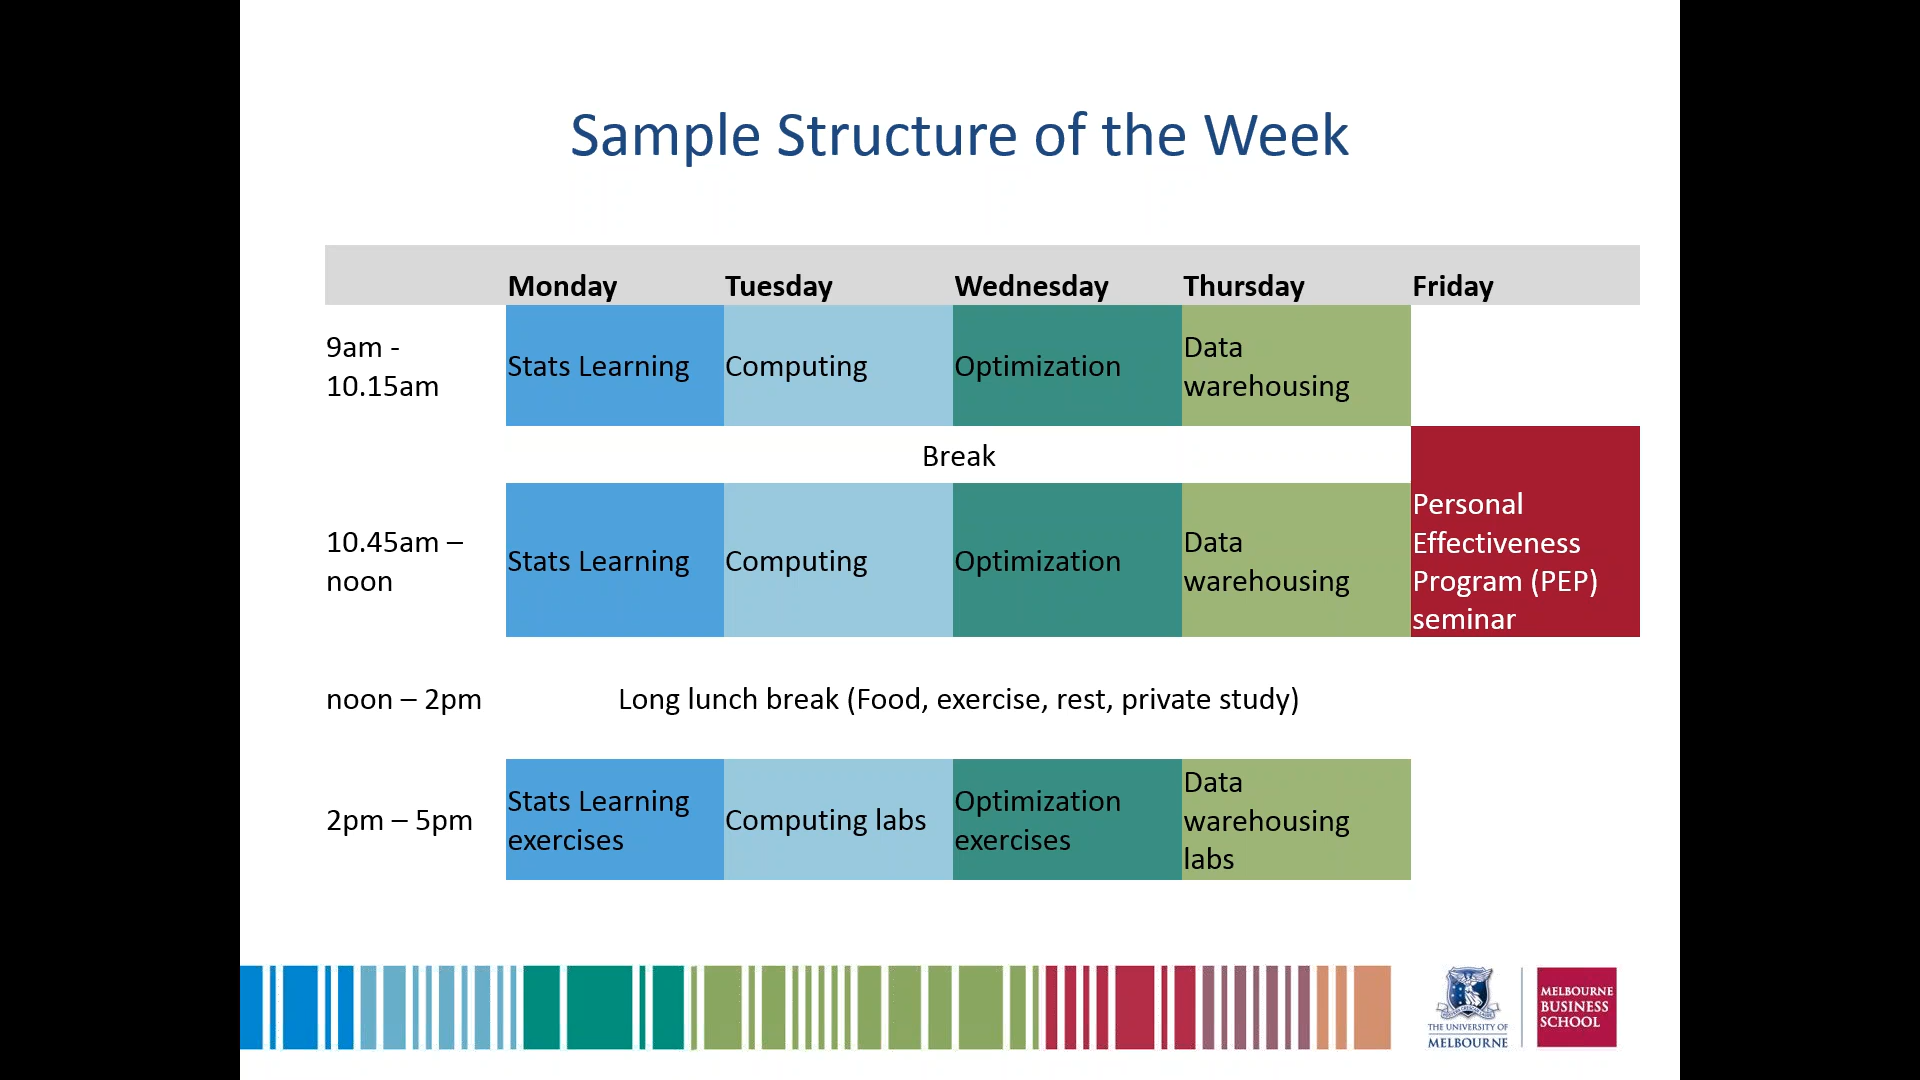 Sample Structure of the Week
Monday Tuesday Wednesday Thursday Friday
9am -
10.15am
Stats Learning
Computing
Optimization
Data
warehousing
Break
10.45am –
noon
Stats Learning
Computing
Optimization
Data
warehousing
Personal
Effectiveness
Program (PEP)
seminar
noon – 2pm
Long lunch break (Food, exercise, rest, private study)
2pm – 5pm
Stats Learning
exercises
Computing labs
Optimization
exercises
Data
warehousing
labs
THE UNIVERSITY OF
MELBOURNE
MELBOURNE
BUSINESS
SCHOOL